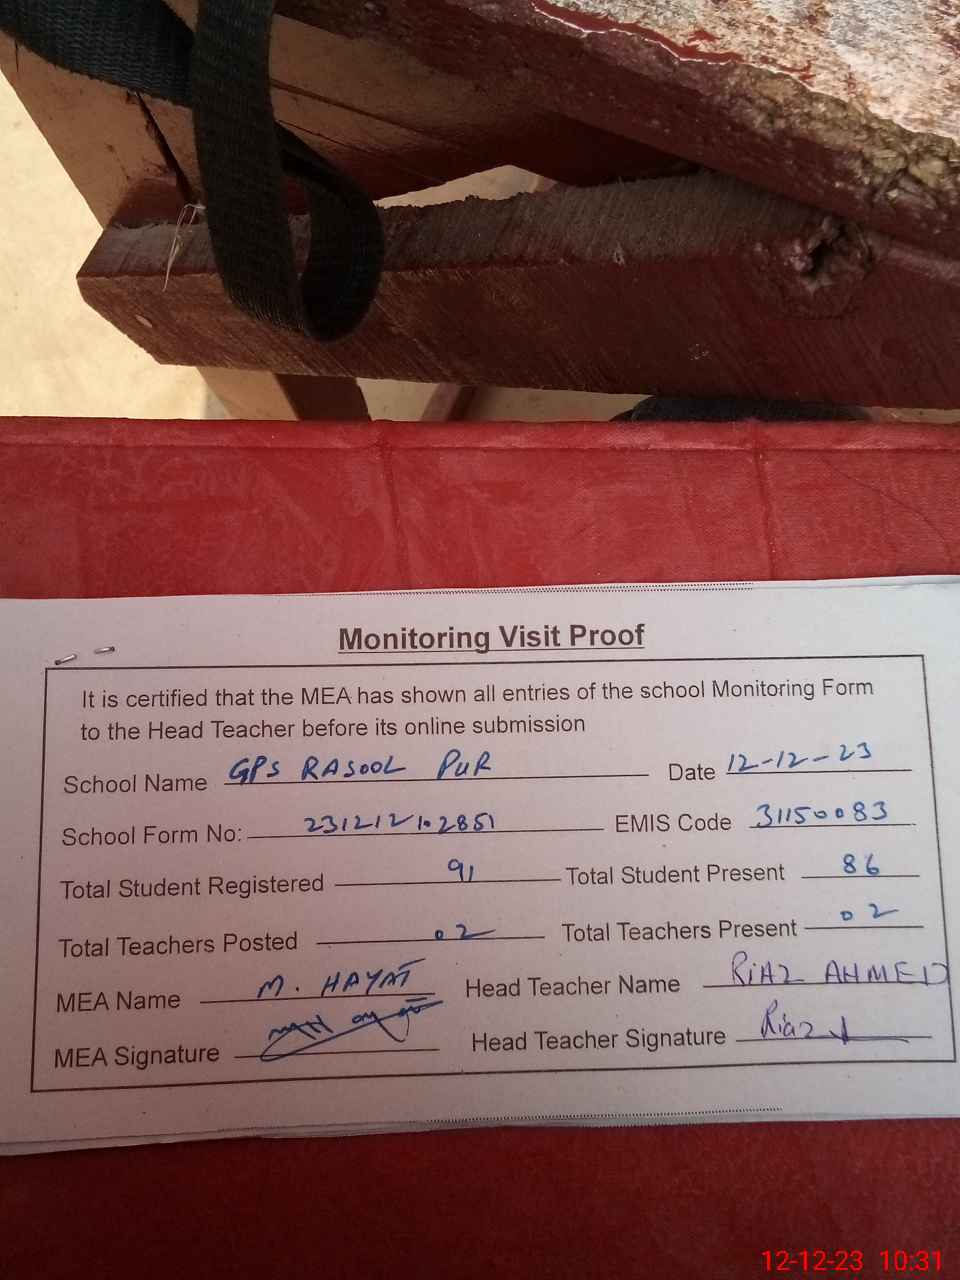 Monitoring Visit Proof
It is certified that the MEA has shown all entries of the school Monitoring Form
to the Head Teacher before its online submission
School Name GPS RASOOL PUR Date 12-12-23
School Form No: 231212102851 EMIS Code 31150083
Total Student Registered 91 Total Student Present 86
Total Teachers Posted 02 Total Teachers Present 02
MEA Name M. HAYAT Head Teacher Name RIAZ AHMED
MEA Signature Head Teacher Signature Riaz
12-12-23 10:31